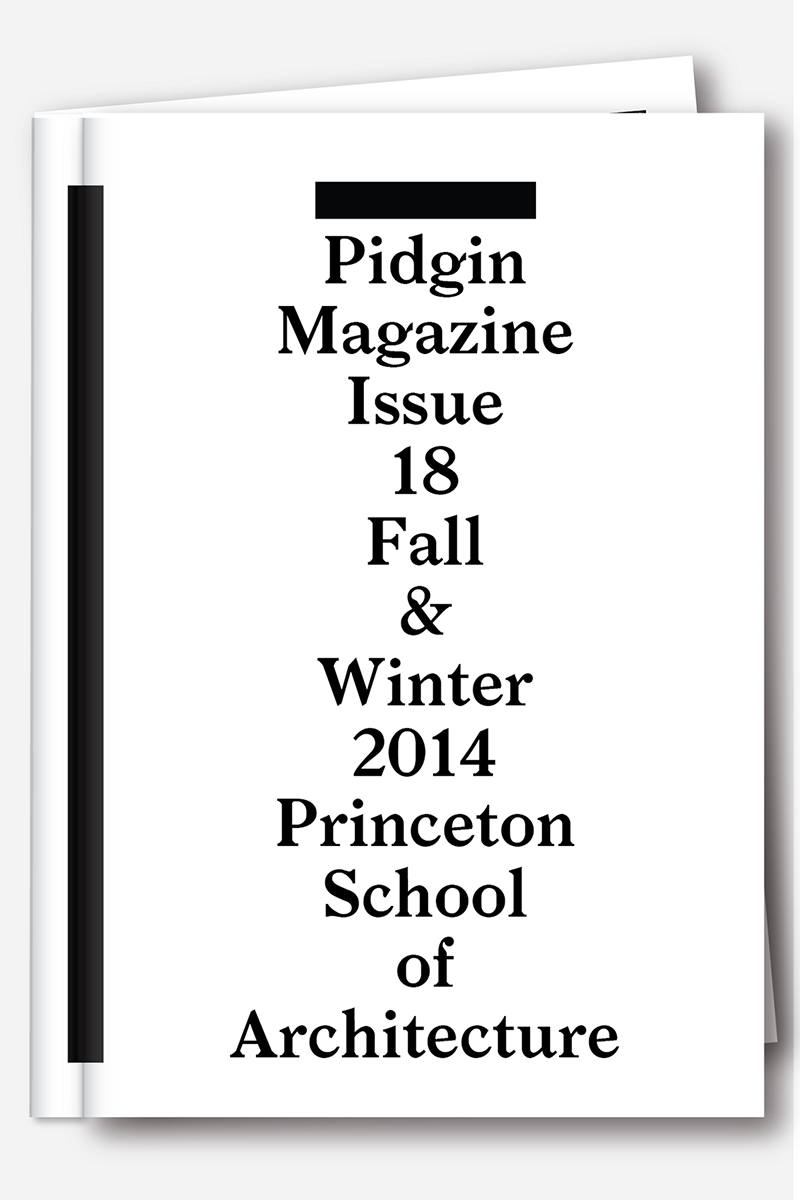 Pidgin
Magazine
Issue
18
Fall
&
Winter
2014
Princeton
School
of
Architecture